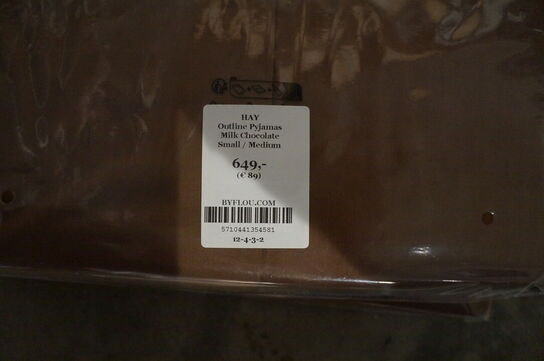 HAY
Outline Pyjamas
Milk Chocolate
Small / Medium
649,-
(€ 89)
BYFLOU.COM
5710441354581
12-4-3-2